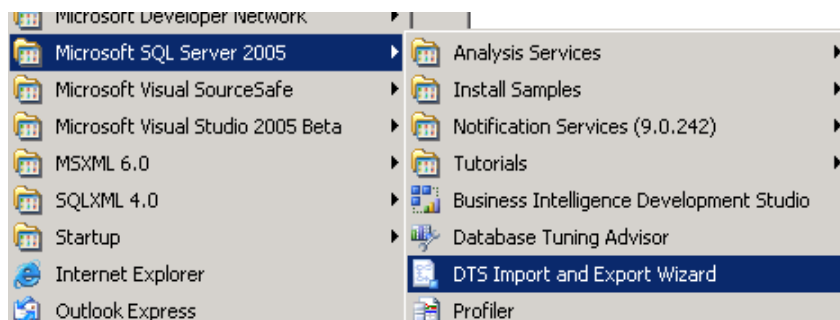 Microsoft Developer Network
Microsoft SQL Server 2005
Microsoft Visual SourceSafe
Microsoft Visual Studio 2005 Beta
MSXML 6.0
SQLXML 4.0
Startup
Internet Explorer
Outlook Express
Analysis Services
Install Samples
Notification Services (9.0.242)
Tutorials
Business Intelligence Development Studio
Database Tuning Advisor
DTS Import and Export Wizard
Profiler